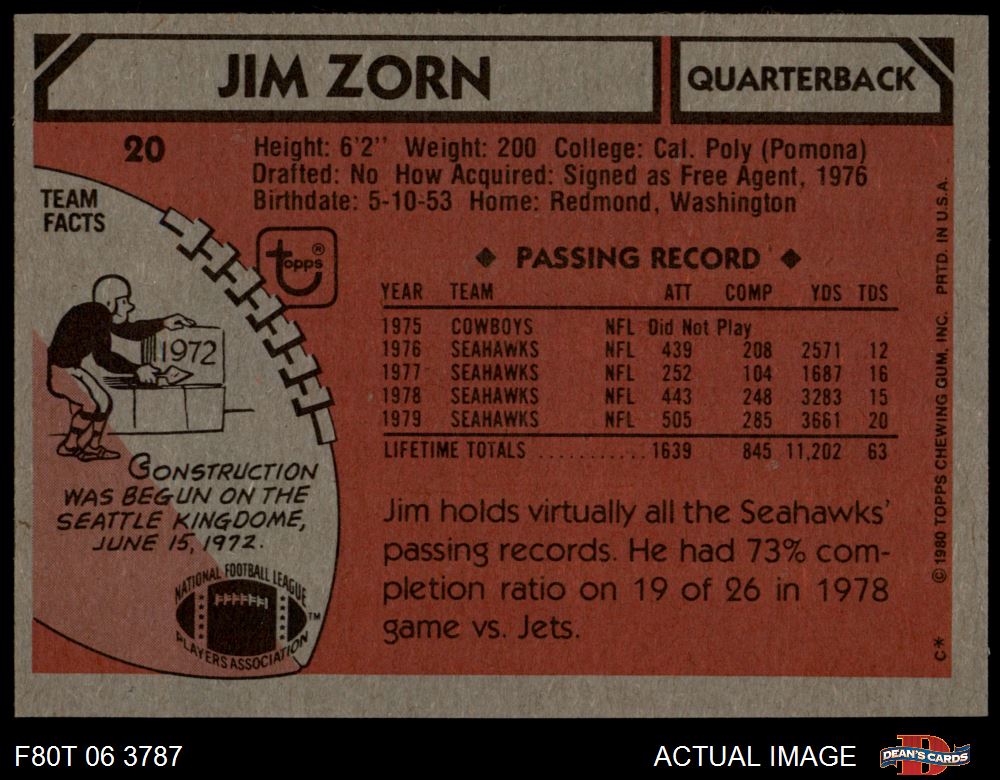 JIM ZORN
QUARTERBACK
20
Height: 6'2" Weight: 200 College: Cal. Poly (Pomona)
Drafted: No How Acquired: Signed as Free Agent, 1976
Birthdate: 5-10-53 Home: Redmond, Washington
TEAM
FACTS
topps®
1972
CONSTRUCTION
WAS BEGUN ON THE
SEATTLE KINGDOME,
JUNE 15, 1972.
NATIONAL FOOTBALL LEAGUE
PLAYERS ASSOCIATION
TM
◆ PASSING RECORD ◆
YEAR TEAM ATT COMP YDS TDS
1975 COWBOYS NFL Did Not Play
1976 SEAHAWKS NFL 439 208 2571 12
1977 SEAHAWKS NFL 252 104 1687 16
1978 SEAHAWKS NFL 443 248 3283 15
1979 SEAHAWKS NFL 505 285 3661 20
LIFETIME TOTALS ........... 1639 845 11,202 63
Jim holds virtually all the Seahawks'
passing records. He had 73% com-
pletion ratio on 19 of 26 in 1978
game vs. Jets.
C* © 1980 TOPPS CHEWING GUM, INC. PRTD. IN U.S.A.
F80T 06 3787
ACTUAL IMAGE
D
DEAN'S CARDS